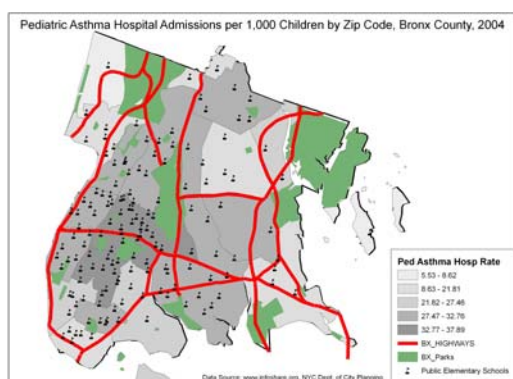 Pediatric Asthma Hospital Admissions per 1,000 Children by Zip Code, Bronx County, 2004
Ped Asthma Hosp Rate
5.53 - 8.62
8.63 - 21.81
21.82 - 27.46
27.47 - 32.76
32.77 - 37.89
BX_HIGHWAYS
BX_Parks
Public Elementary Schools
Data Source: www.infoshare.org, NYC Dept. of City Planning